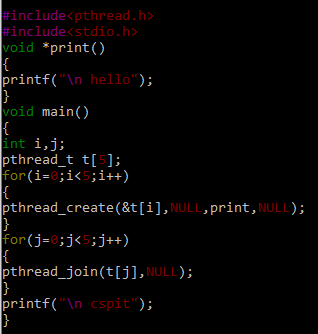 #include<pthread.h>
#include<stdio.h>
void *print()
{
printf("\n hello");
}
void main()
{
int i,j;
pthread_t t[5];
for(i=0;i<5;i++)
{
pthread_create(&t[i],NULL,print,NULL);
}
for(j=0;j<5;j++)
{
pthread_join(t[j],NULL);
}
printf("\n cspit");
}